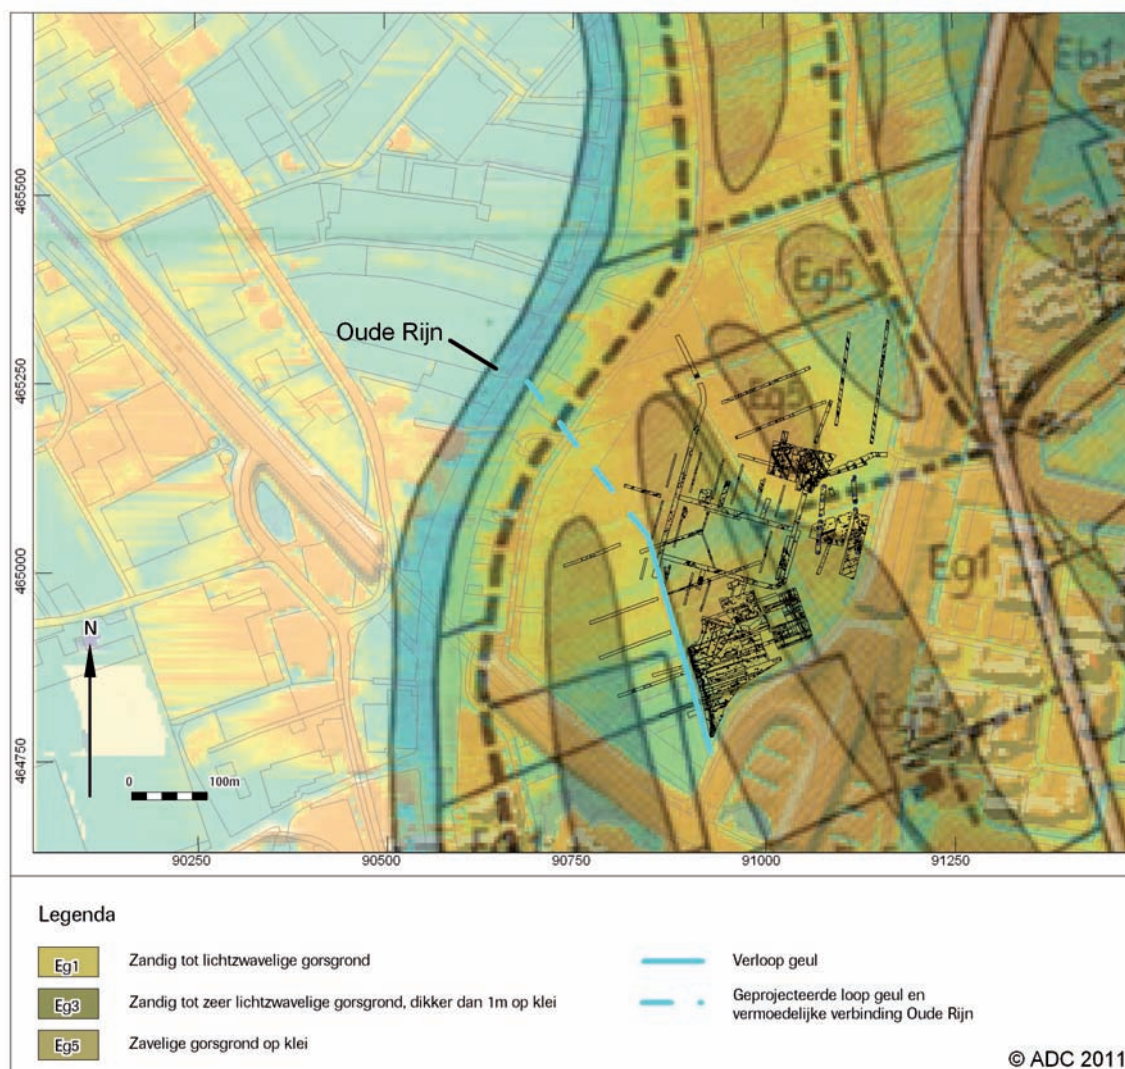 Eb1
465500
Eg5
Oude Rijn
465250
Eg5
465000
Eg1
N
464750
0 100m
90250 90500 90750 91000 91250
Legenda
Eg1 Zandig tot lichtzwavelige gorsgrond
Eg3 Zandig tot zeer lichtzwavelige gorsgrond, dikker dan 1m op klei
Eg5 Zavelige gorsgrond op klei
Verloop geul
Geprojecteerde loop geul en
vermoedelijke verbinding Oude Rijn
© ADC 2011